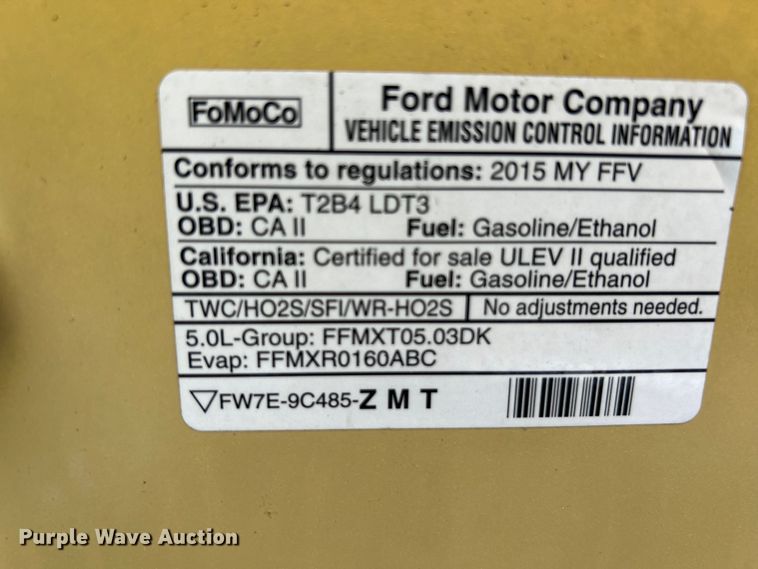 FoMoCo
Ford Motor Company
VEHICLE EMISSION CONTROL INFORMATION
Conforms to regulations: 2015 MY FFV
U.S. EPA: T2B4 LDT3
OBD: CA II Fuel: Gasoline/Ethanol
California: Certified for sale ULEV II qualified
OBD: CA II Fuel: Gasoline/Ethanol
TWC/HO2S/SFI/WR-HO2S No adjustments needed.
5.0L-Group: FFMXT05.03DK
Evap: FFMXR0160ABC
▽FW7E-9C485-Z M T
Purple Wave Auction